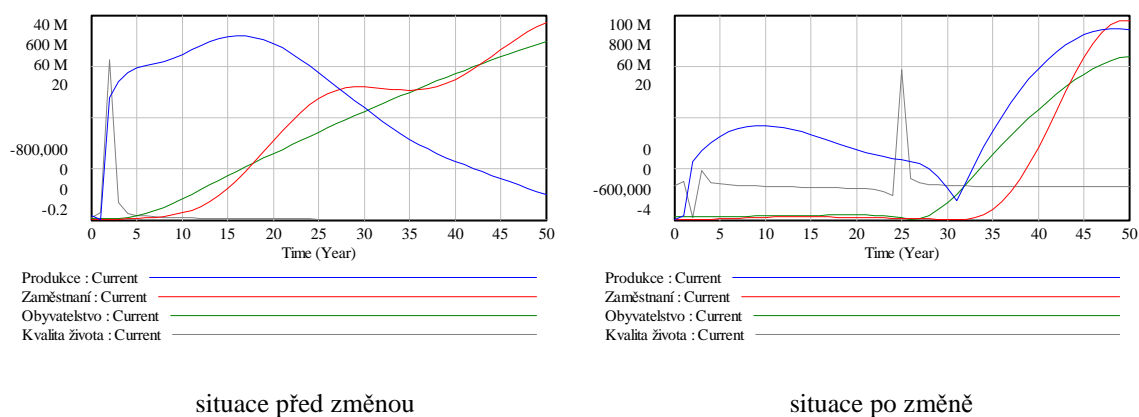 40 M
600 M
60 M
20
-800,000
0
0
-0.2
0 5 10 15 20 25 30 35 40 45 50
Time (Year)
Produkce : Current
Zaměstnaní : Current
Obyvatelstvo : Current
Kvalita života : Current
situace před změnou
100 M
800 M
60 M
20
0
0
-600,000
-4
0 5 10 15 20 25 30 35 40 45 50
Time (Year)
Produkce : Current
Zaměstnaní : Current
Obyvatelstvo : Current
Kvalita života : Current
situace po změně